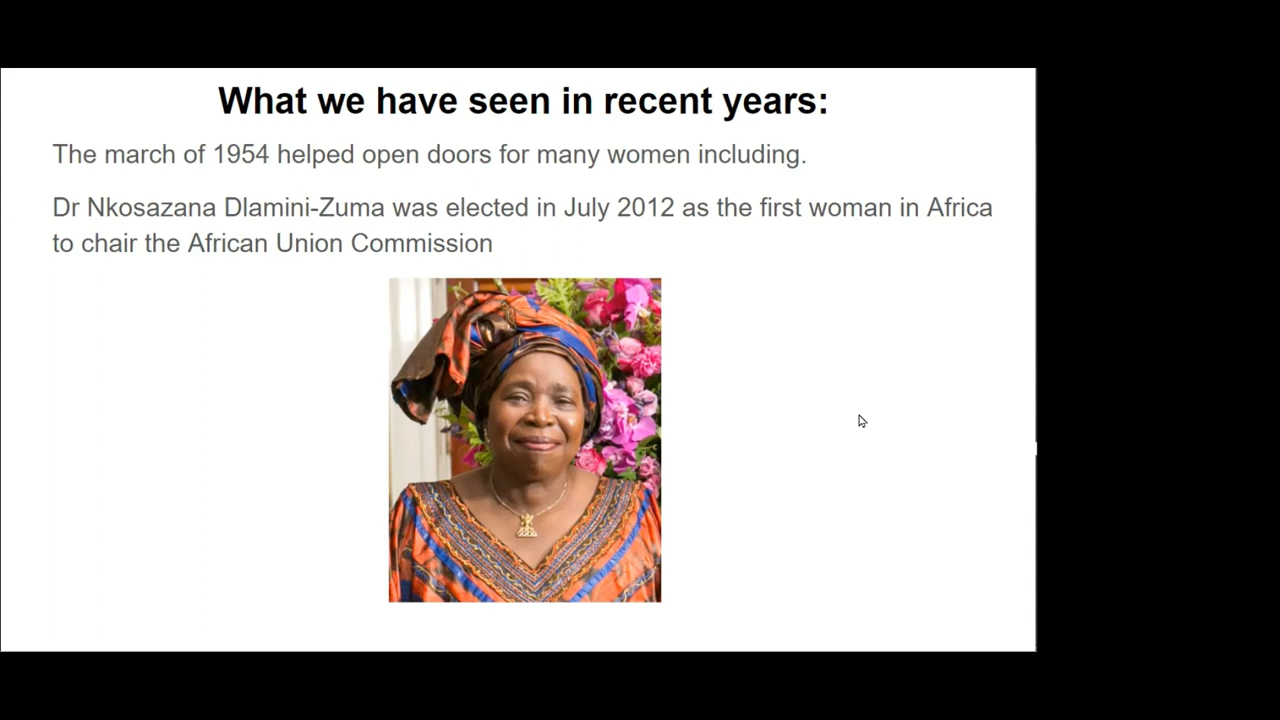 What we have seen in recent years:
The march of 1954 helped open doors for many women including.
Dr Nkosazana Dlamini-Zuma was elected in July 2012 as the first woman in Africa
to chair the African Union Commission